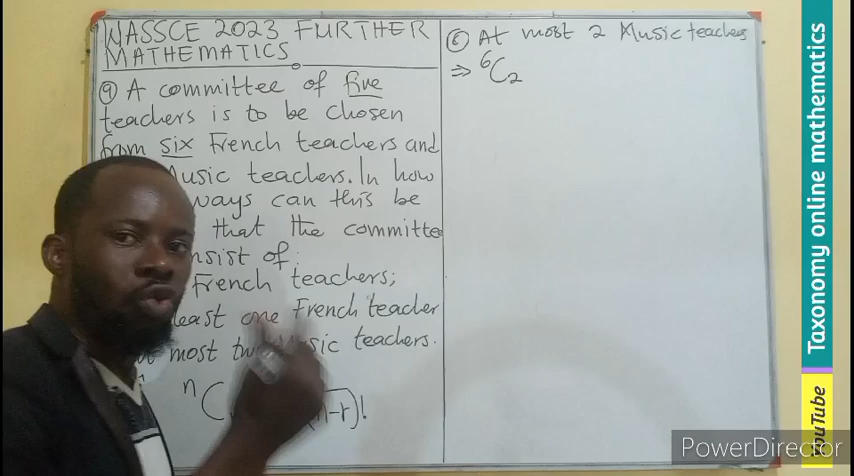 WASSCE 2023 FURTHER
MATHEMATICS
9 A committee of five
teachers is to be chosen
from six French teachers and
Music teachers. In how
ways can this be
that the committee
nsist of:
French teachers;
least one French teacher
most two Music teachers.
nC (n-r)!
c At most 2 Music teachers
⇒ 6C2
YouTube Taxonomy online mathematics
PowerDirector